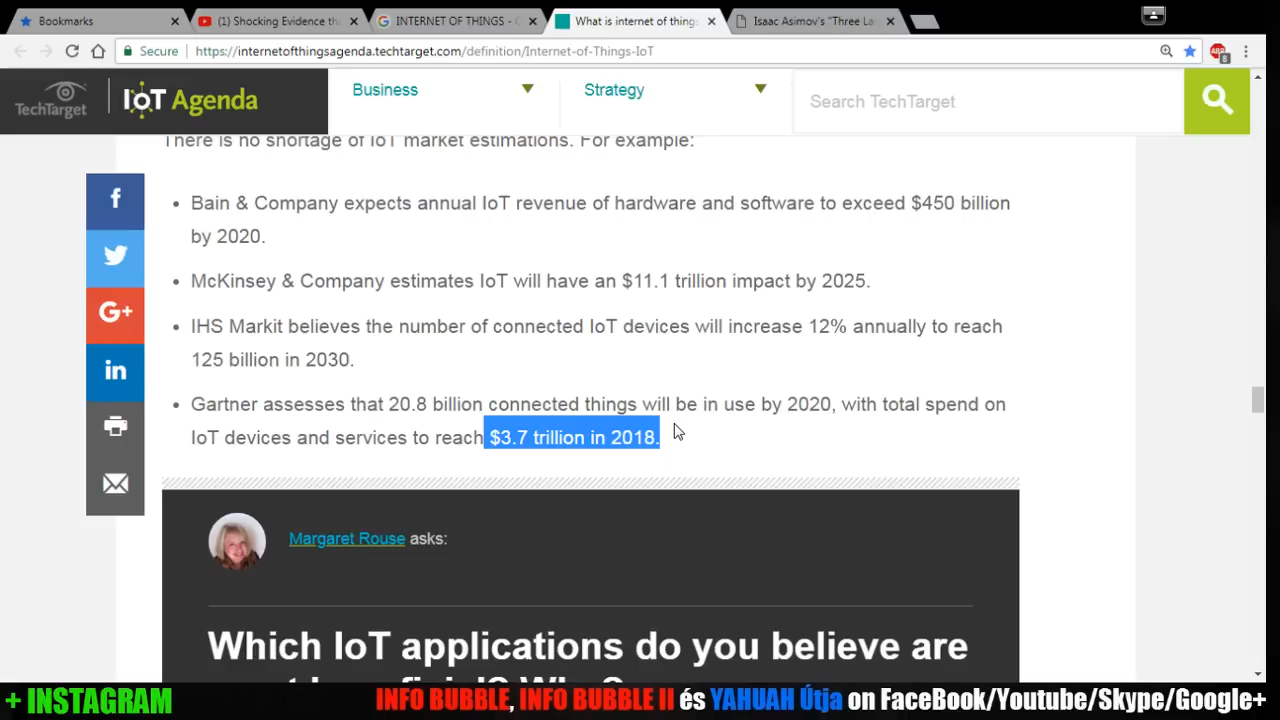 Bookmarks
(1) Shocking Evidence tha
INTERNET OF THINGS - G
What is internet of things
Isaac Asimov's "Three La
Secure
https://internetofthingsagenda.techtarget.com/definition/Internet-of-Things-IoT
8
TechTarget
IoT Agenda
Business
Strategy
Search TechTarget
There is no shortage of IoT market estimations. For example:
f
G+
in
• Bain & Company expects annual IoT revenue of hardware and software to exceed $450 billion
by 2020.
• McKinsey & Company estimates IoT will have an $11.1 trillion impact by 2025.
• IHS Markit believes the number of connected IoT devices will increase 12% annually to reach
125 billion in 2030.
• Gartner assesses that 20.8 billion connected things will be in use by 2020, with total spend on
IoT devices and services to reach $3.7 trillion in 2018.
Margaret Rouse asks:
Which IoT applications do you believe are
+ INSTAGRAM
INFO BUBBLE, INFO BUBBLE II és YAHUAH Útja on FaceBook/Youtube/Skype/Google+